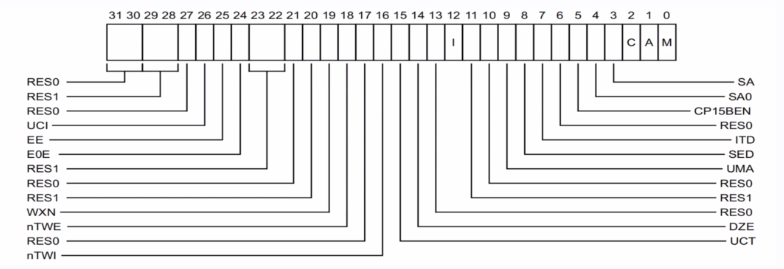 31 30 29 28 27 26 25 24 23 22 21 20 19 18 17 16 15 14 13 12 11 10 9 8 7 6 5 4 3 2 1 0
I C A M
RES0 SA
RES1 SA0
RES0 CP15BEN
UCI RES0
EE ITD
E0E SED
RES1 UMA
RES0 RES0
RES1 RES1
WXN RES0
nTWE DZE
RES0 UCT
nTWI